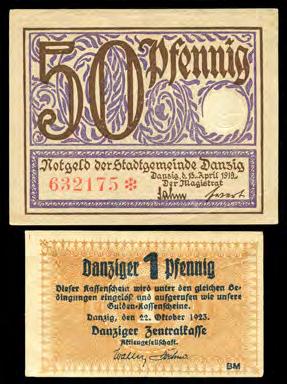 50 Pfennig
Notgeld der Stadtgemeinde Danzig
Danzig, d. 15. April 1919.
632175 ✻ Der Magistrat
Danziger 1 Pfennig
Dieser Kassenschein wird unter den gleichen Be-
dingungen eingelöst und aufgerufen wie unsere
Gulden-Kassenscheine.
Danzig, den 22. Oktober 1923.
Danziger Zentralkasse
Aktiengesellschaft.
BM